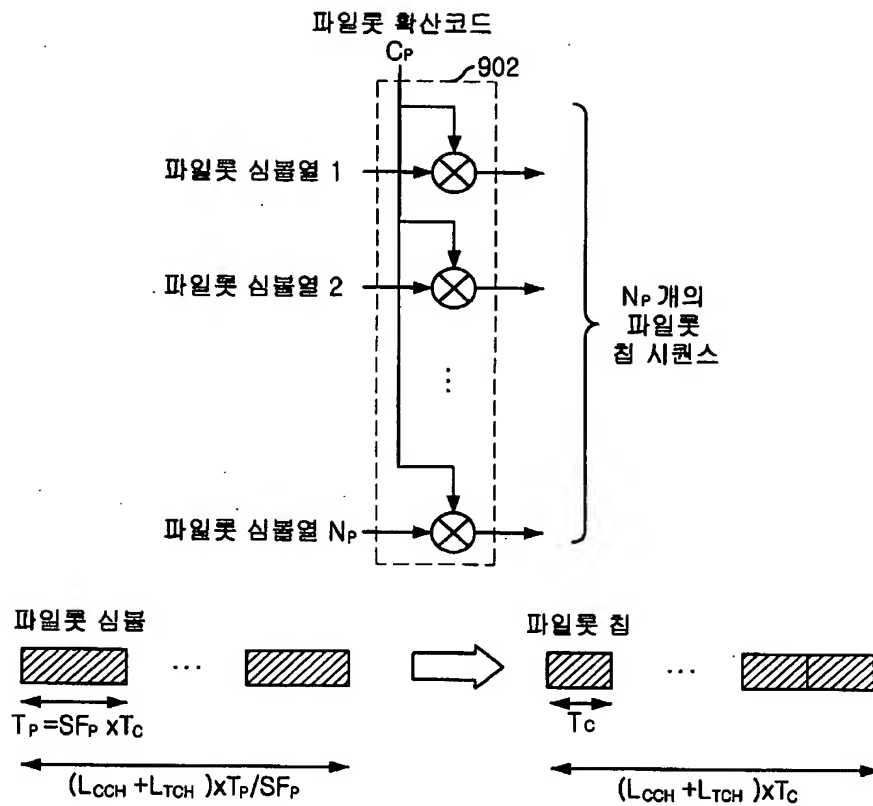 파일롯 확산코드
C_P
902
파일롯 심볼열 1
파일롯 심볼열 2
⋮
N_P 개의
파일롯
칩 시퀀스
파일롯 심볼열 N_P
파일롯 심볼
파일롯 칩
...
...
T_P=SF_P xT_C
T_C
(L_CCH+L_TCH)xT_P/SF_P
(L_CCH+L_TCH)xT_C